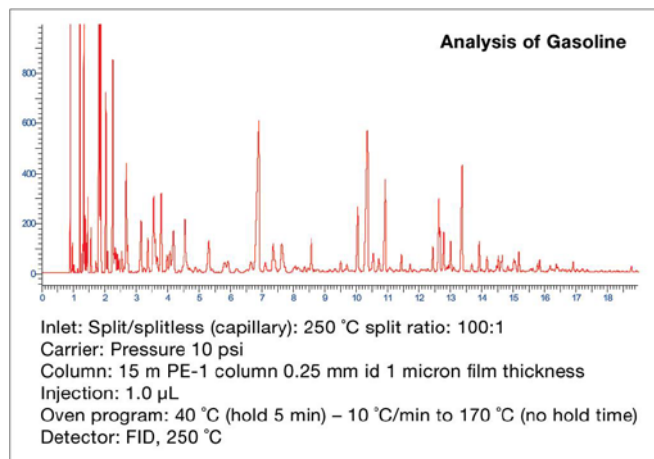 Analysis of Gasoline
800
600
400
200
0
0 1 2 3 4 5 6 7 8 9 10 11 12 13 14 15 16 17 18
Inlet: Split/splitless (capillary): 250 °C split ratio: 100:1
Carrier: Pressure 10 psi
Column: 15 m PE-1 column 0.25 mm id 1 micron film thickness
Injection: 1.0 µL
Oven program: 40 °C (hold 5 min) – 10 °C/min to 170 °C (no hold time)
Detector: FID, 250 °C